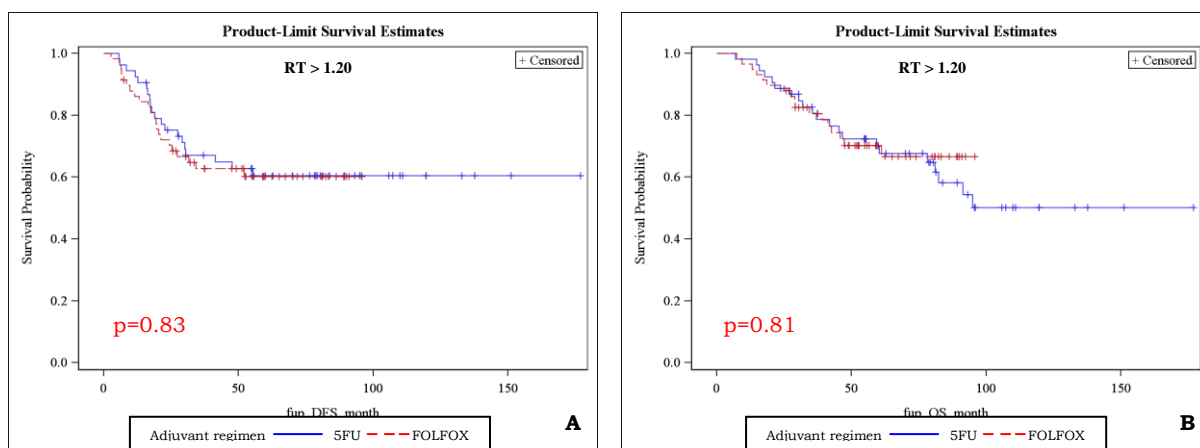 Product-Limit Survival Estimates
RT > 1.20
+ Censored
1.0
0.8
0.6
0.4
0.2
0.0
Survival Probability
p=0.83
0
50
100
150
fup_DFS_month
Adjuvant regimen 5FU FOLFOX
A
Product-Limit Survival Estimates
RT > 1.20
+ Censored
1.0
0.8
0.6
0.4
0.2
0.0
Survival Probability
p=0.81
0
50
100
150
fup_OS_month
Adjuvant regimen 5FU FOLFOX
B